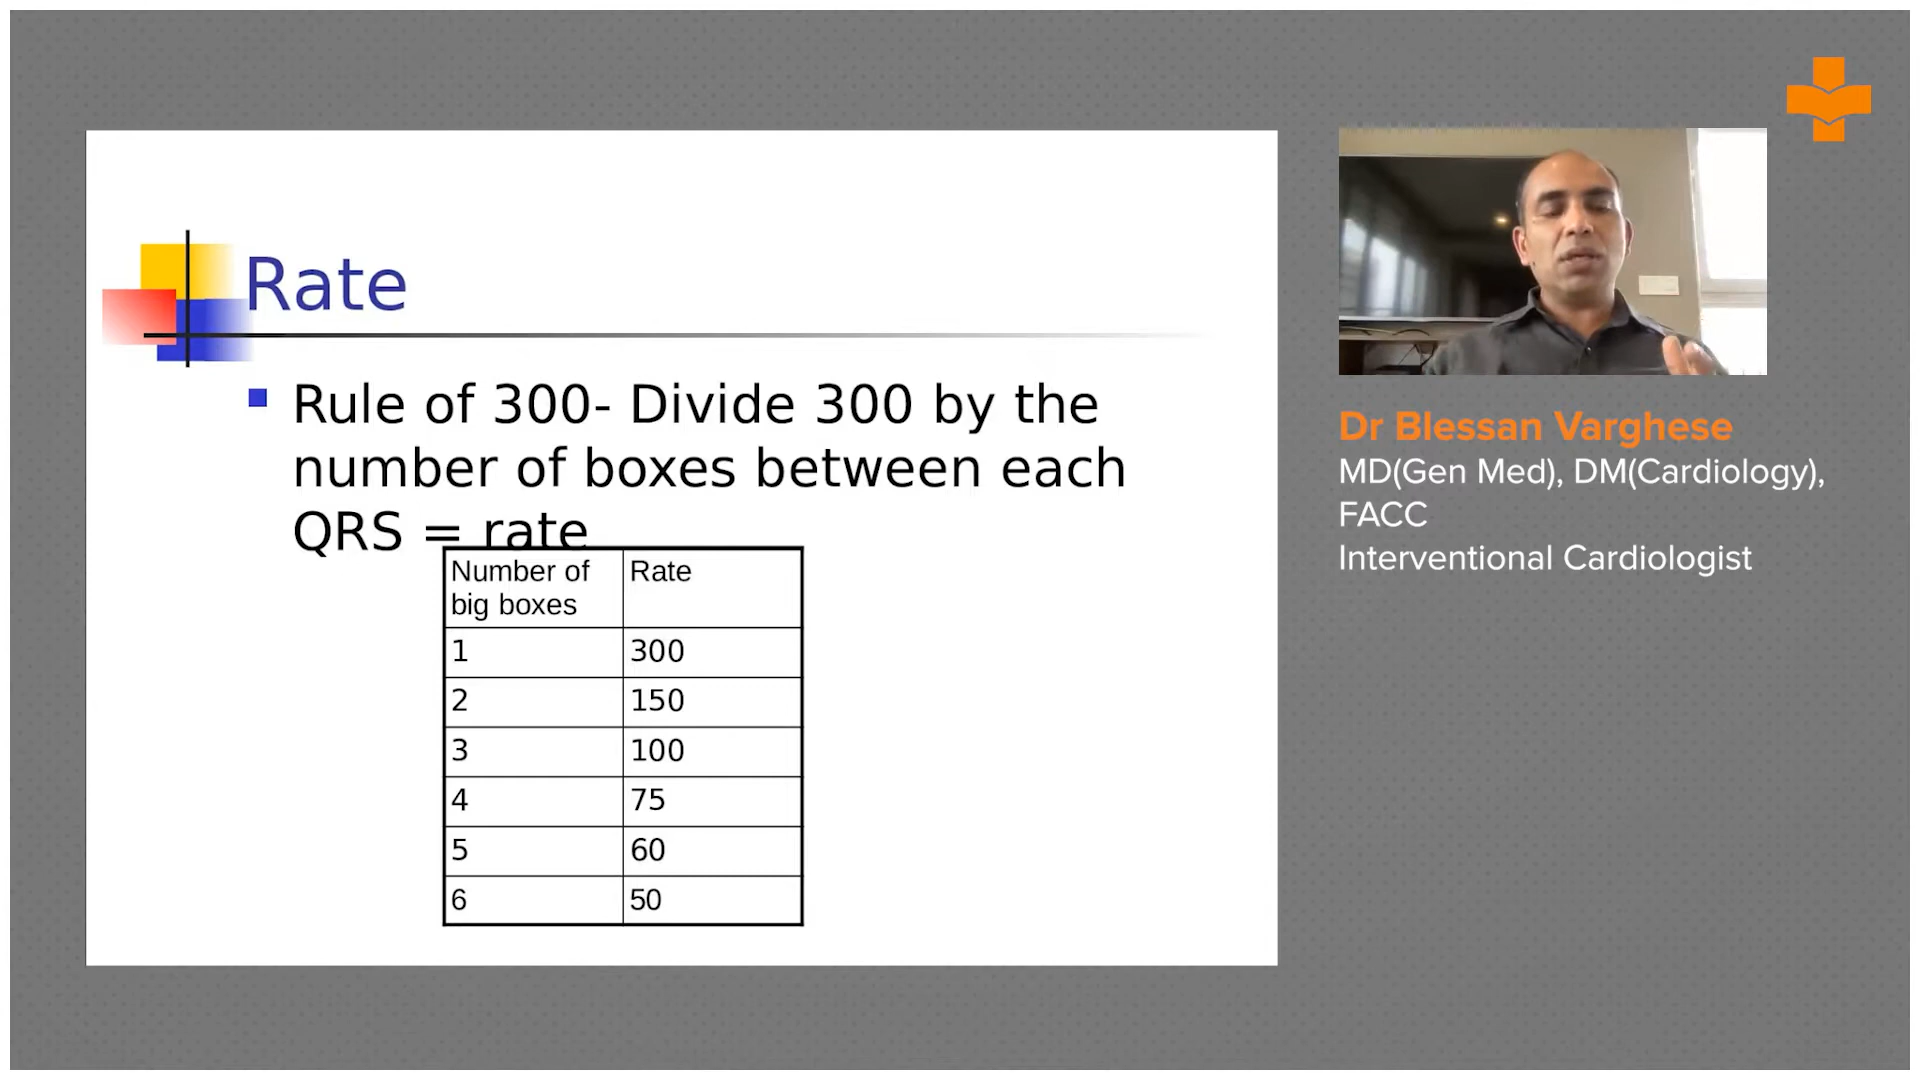 Rate
Rule of 300- Divide 300 by the
number of boxes between each
QRS = rate
Number of big boxes Rate
1 300
2 150
3 100
4 75
5 60
6 50
Dr Blessan Varghese
MD(Gen Med), DM(Cardiology),
FACC
Interventional Cardiologist